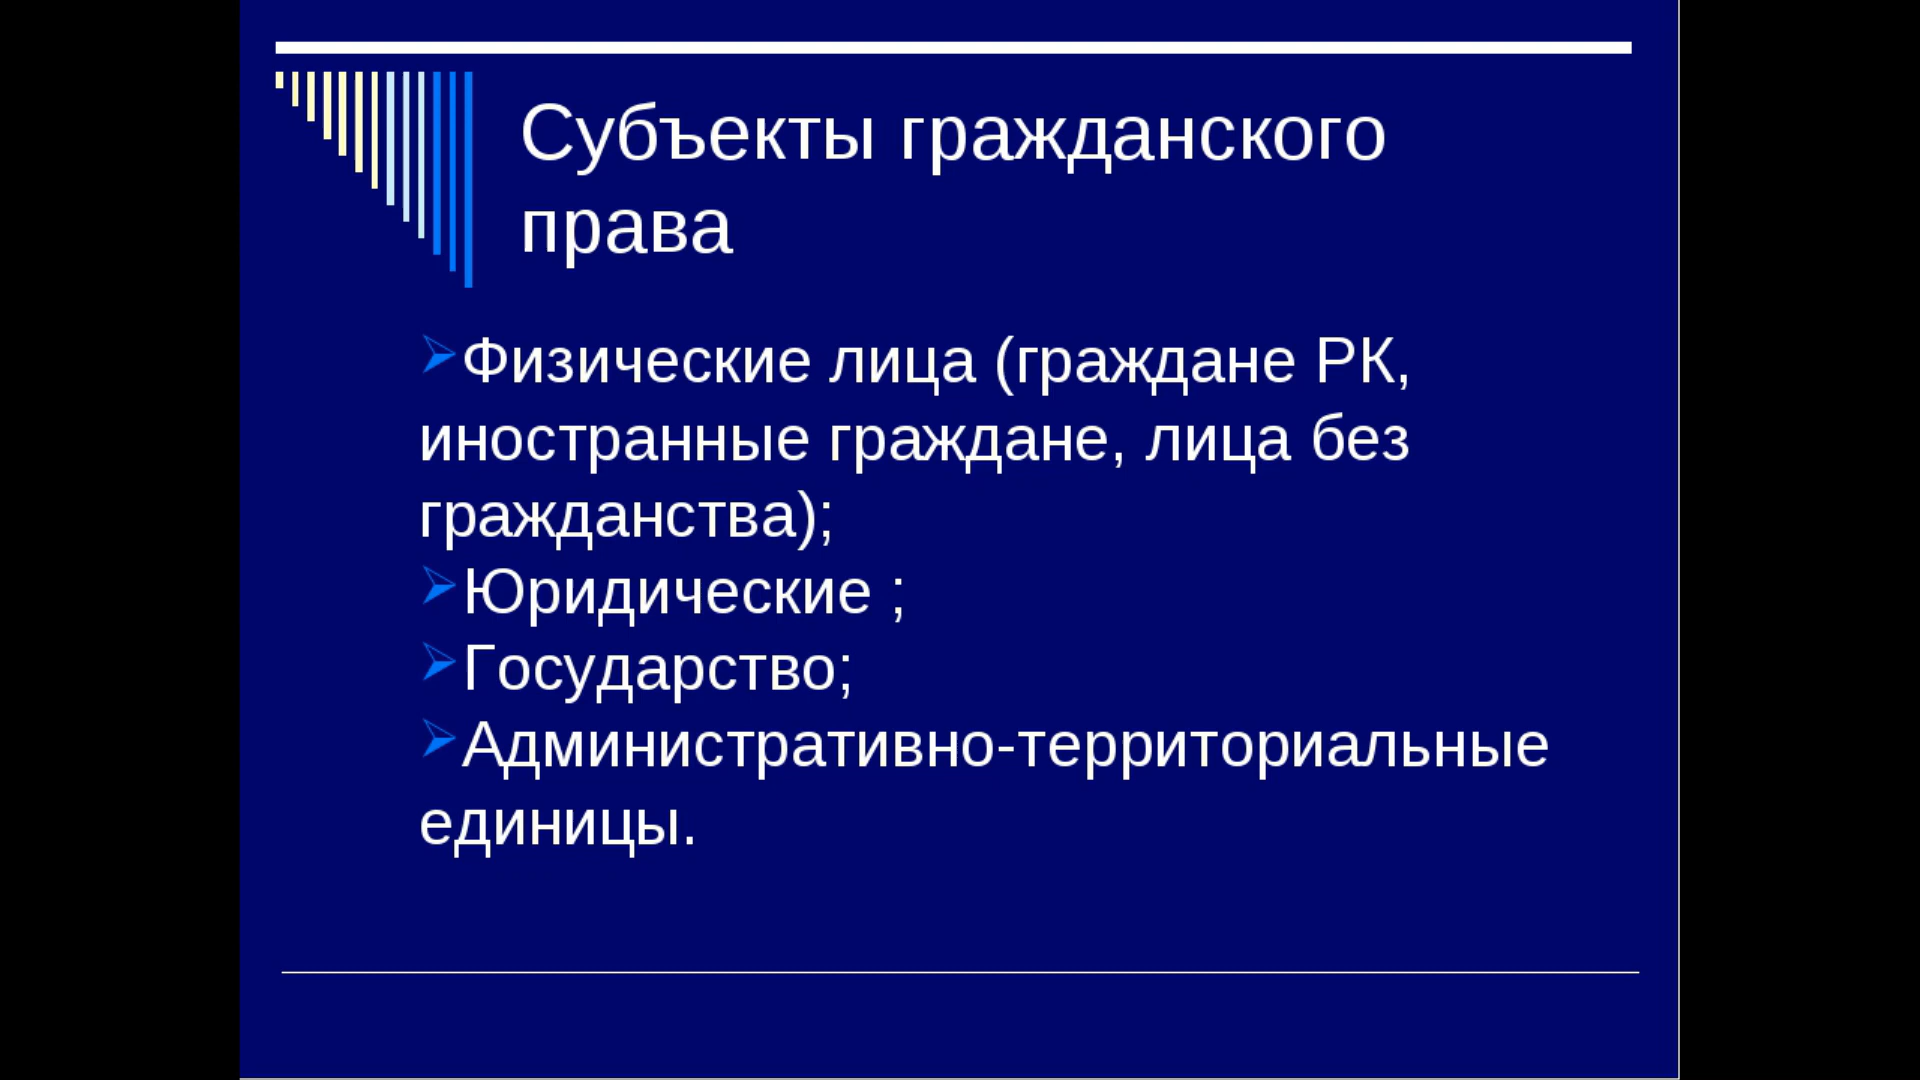 Субъекты гражданского
права
Физические лица (граждане РК,
иностранные граждане, лица без
гражданства);
Юридические ;
Государство;
Административно-территориальные
единицы.